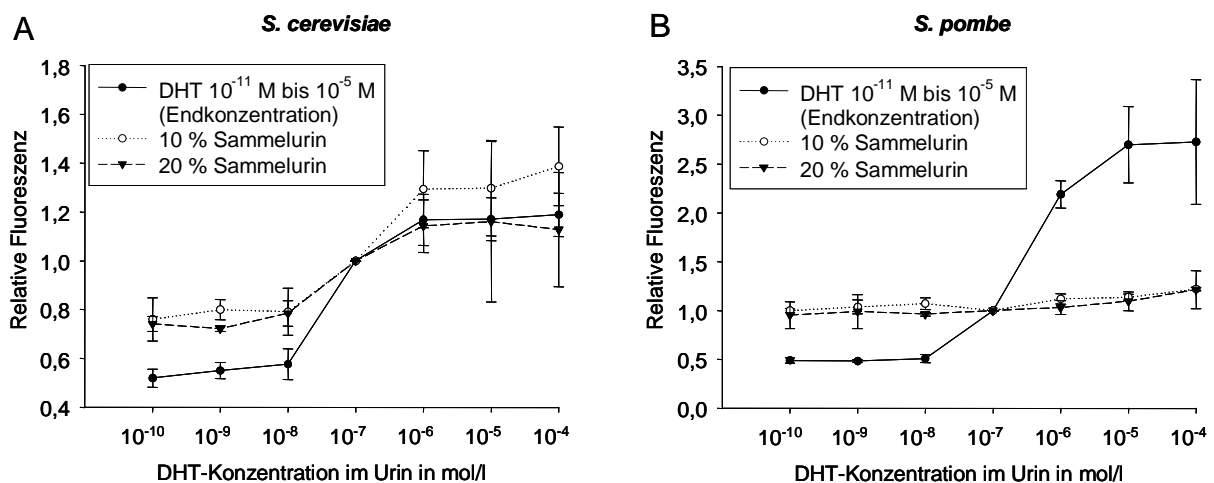 A
S. cerevisiae
DHT 10⁻¹¹ M bis 10⁻⁵ M
(Endkonzentration)
10 % Sammelurin
20 % Sammelurin
Relative Fluoreszenz
1,8
1,6
1,4
1,2
1,0
0,8
0,6
0,4
10⁻¹⁰ 10⁻⁹ 10⁻⁸ 10⁻⁷ 10⁻⁶ 10⁻⁵ 10⁻⁴
DHT-Konzentration im Urin in mol/l
B
S. pombe
DHT 10⁻¹¹ M bis 10⁻⁵ M
(Endkonzentration)
10 % Sammelurin
20 % Sammelurin
Relative Fluoreszenz
3,5
3,0
2,5
2,0
1,5
1,0
0,5
0,0
10⁻¹⁰ 10⁻⁹ 10⁻⁸ 10⁻⁷ 10⁻⁶ 10⁻⁵ 10⁻⁴
DHT-Konzentration im Urin in mol/l